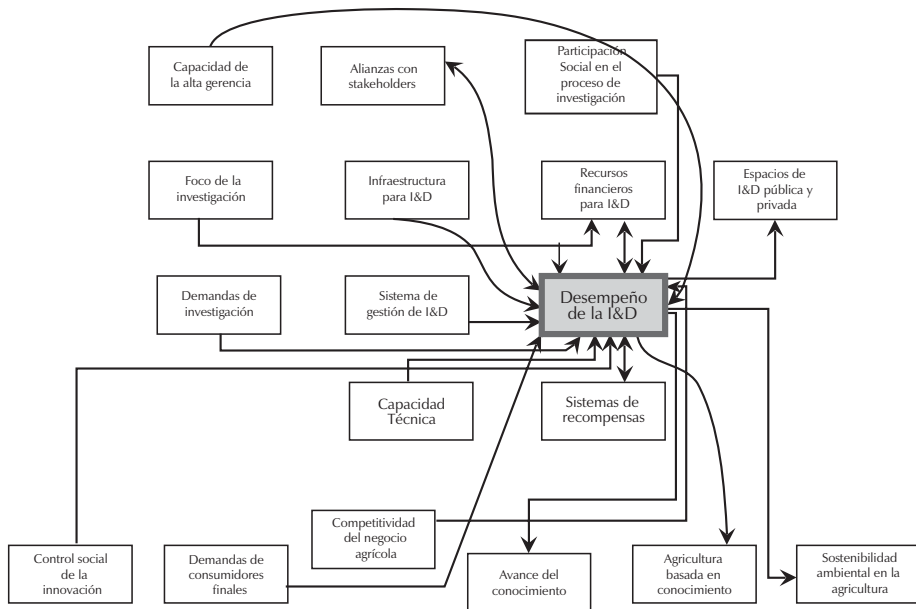 Capacidad de
la alta gerencia
Alianzas con
stakeholders
Participación
Social en el
proceso de
investigación
Foco de la
investigación
Infraestructura
para I&D
Recursos
financieros
para I&D
Espacios de
I&D pública y
privada
Demandas de
investigación
Sistema de
gestión de I&D
Desempeño
de la I&D
Capacidad
Técnica
Sistemas de
recompensas
Competitividad
del negocio
agrícola
Control social
de la
innovación
Demandas de
consumidores
finales
Avance del
conocimiento
Agricultura
basada en
conocimiento
Sostenibilidad
ambiental en la
agricultura